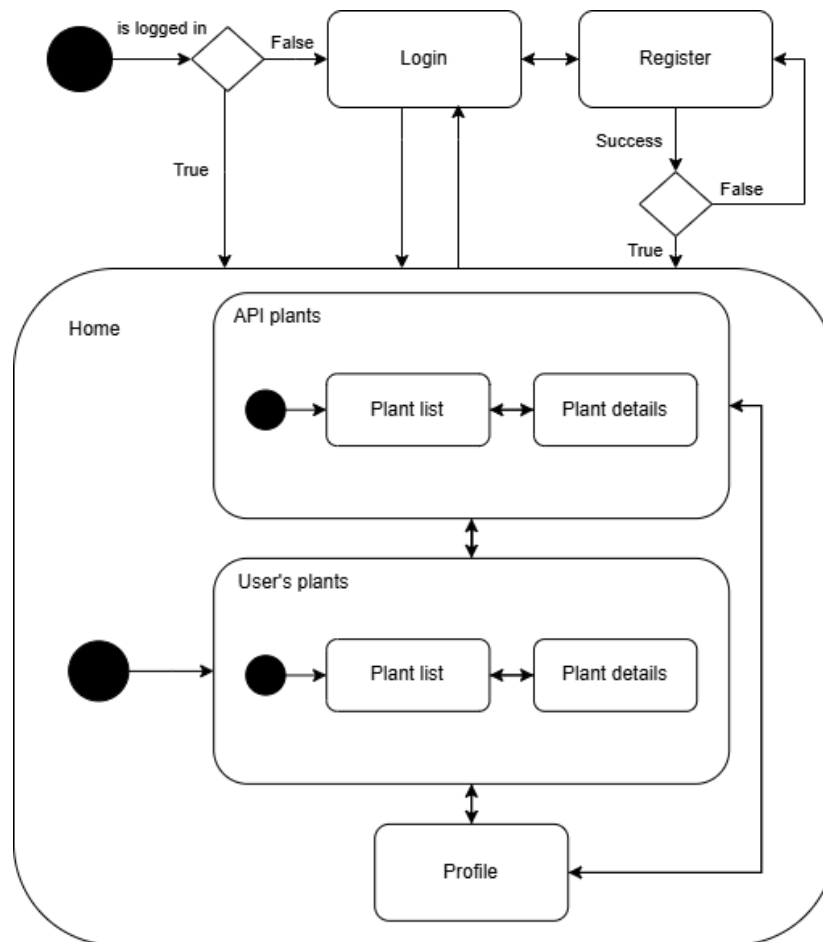 is logged in
False
Login
Register
True
Success
False
True
Home
API plants
Plant list
Plant details
User's plants
Plant list
Plant details
Profile